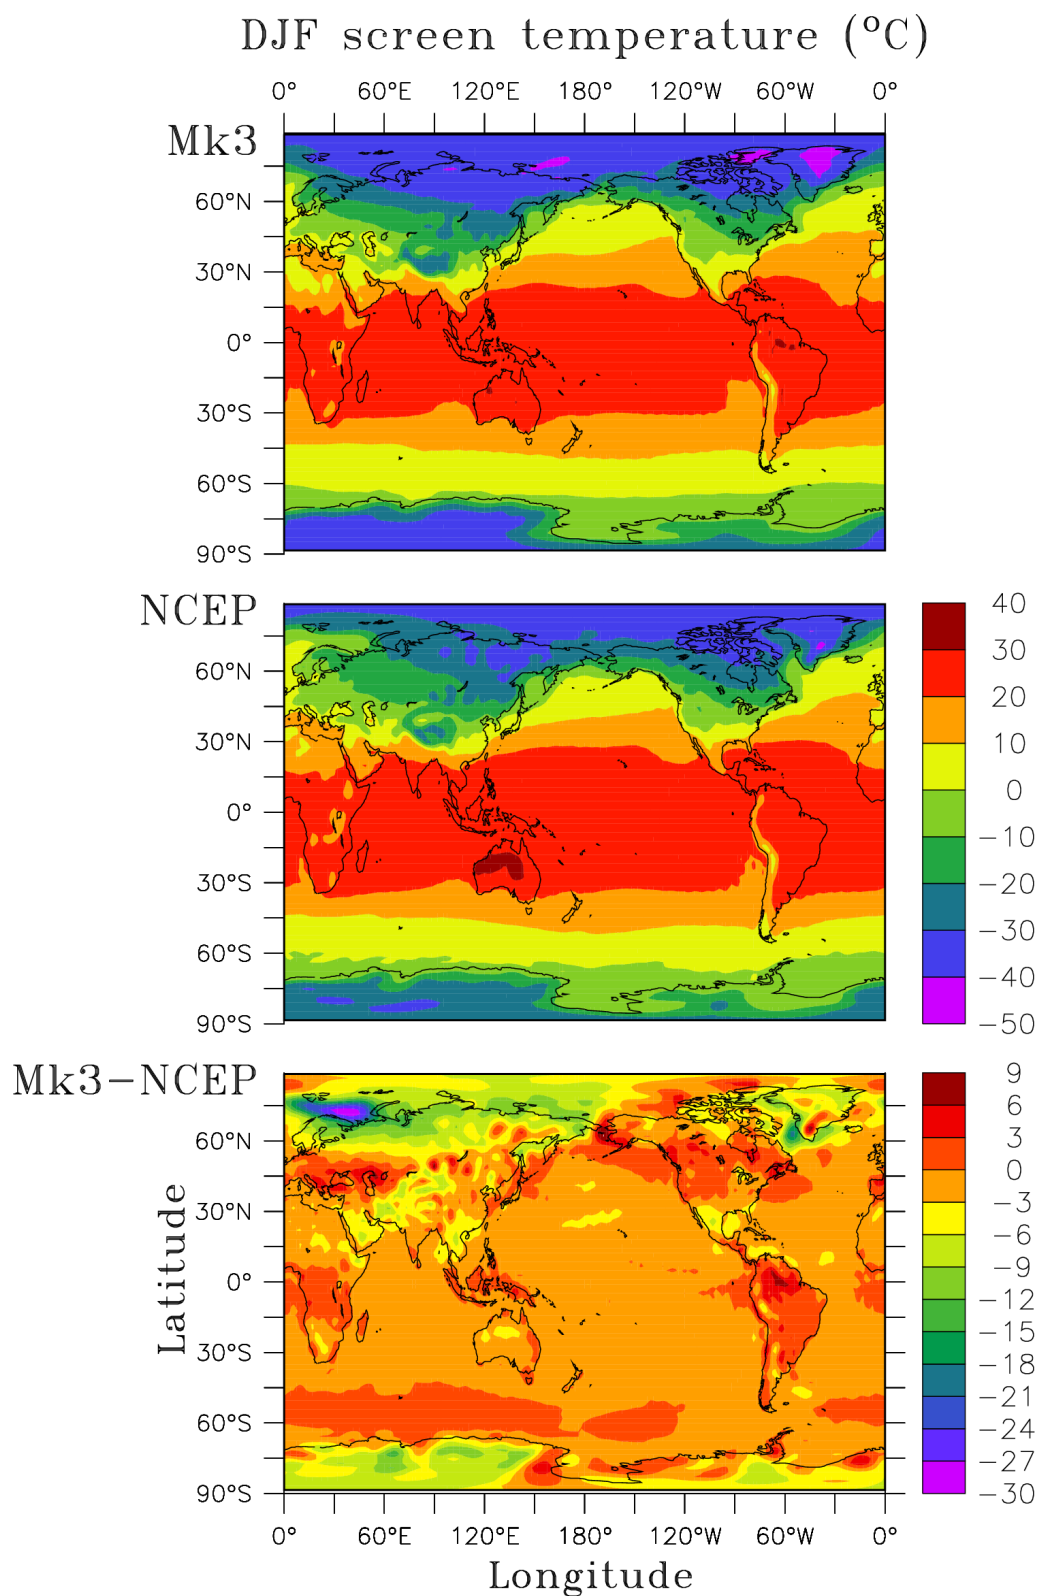 DJF screen temperature (°C)
0° 60°E 120°E 180° 120°W 60°W 0°
Mk3
60°N
30°N
0°
30°S
60°S
90°S
NCEP
60°N
30°N
0°
30°S
60°S
90°S
40
30
20
10
0
−10
−20
−30
−40
−50
Mk3−NCEP
60°N
30°N
0°
30°S
60°S
90°S
Latitude
9
6
3
0
−3
−6
−9
−12
−15
−18
−21
−24
−27
−30
0° 60°E 120°E 180° 120°W 60°W 0°
Longitude